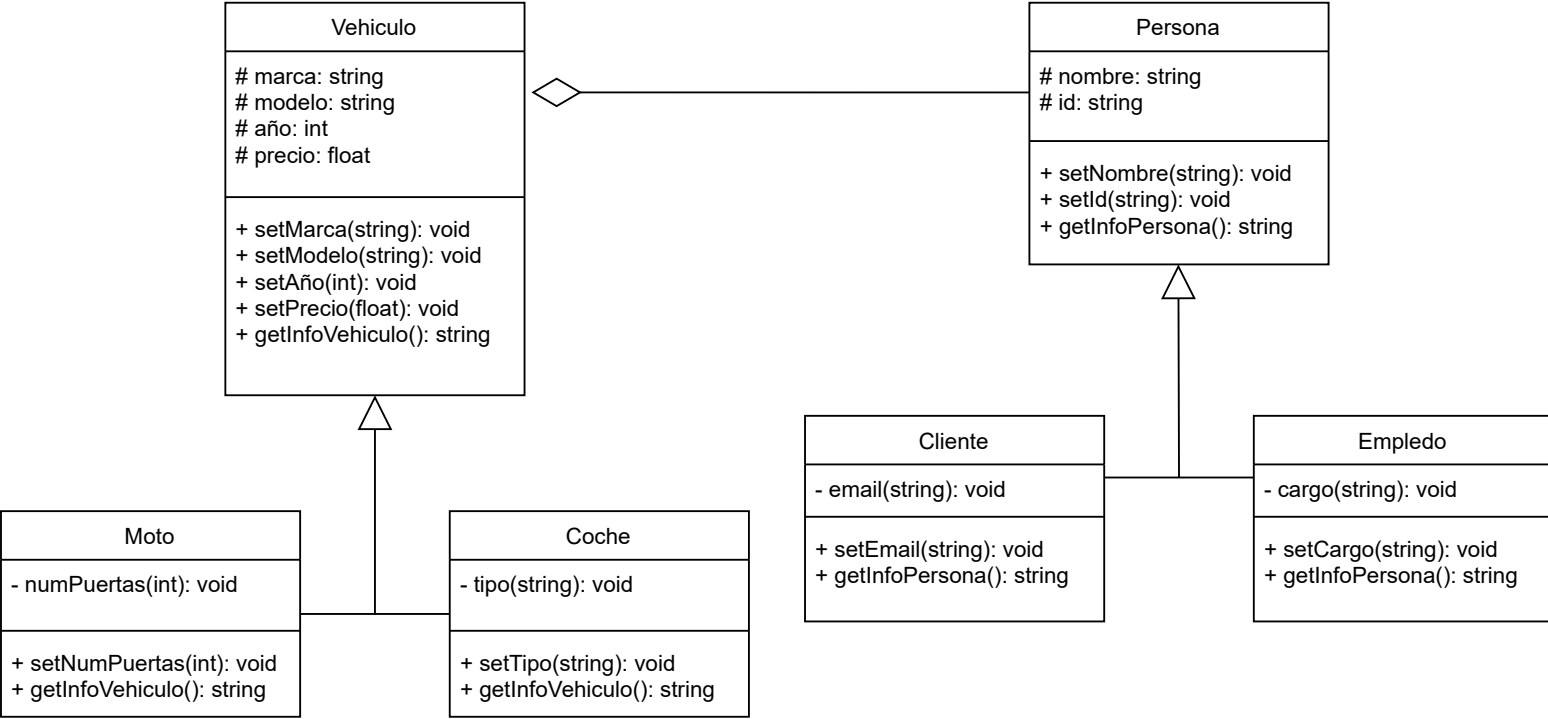 Vehiculo
# marca: string
# modelo: string
# año: int
# precio: float
+ setMarca(string): void
+ setModelo(string): void
+ setAño(int): void
+ setPrecio(float): void
+ getInfoVehiculo(): string
Persona
# nombre: string
# id: string
+ setNombre(string): void
+ setId(string): void
+ getInfoPersona(): string
Moto
- numPuertas(int): void
+ setNumPuertas(int): void
+ getInfoVehiculo(): string
Coche
- tipo(string): void
+ setTipo(string): void
+ getInfoVehiculo(): string
Cliente
- email(string): void
+ setEmail(string): void
+ getInfoPersona(): string
Empledo
- cargo(string): void
+ setCargo(string): void
+ getInfoPersona(): string